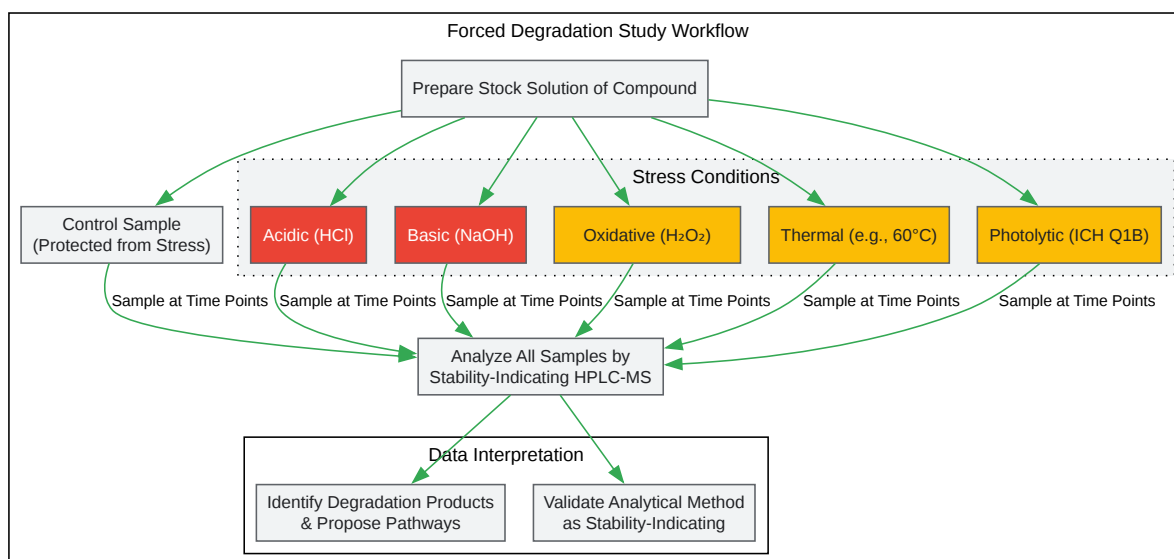 Forced Degradation Study Workflow
Prepare Stock Solution of Compound
Stress Conditions
Control Sample
(Protected from Stress)
Acidic (HCl)
Basic (NaOH)
Oxidative (H₂O₂)
Thermal (e.g., 60°C)
Photolytic (ICH Q1B)
Sample at Time Points
Sample at Time Points
Sample at Time Points
Sample at Time Points
Sample at Time Points
Sample at Time Points
Analyze All Samples by
Stability-Indicating HPLC-MS
Data Interpretation
Identify Degradation Products
& Propose Pathways
Validate Analytical Method
as Stability-Indicating